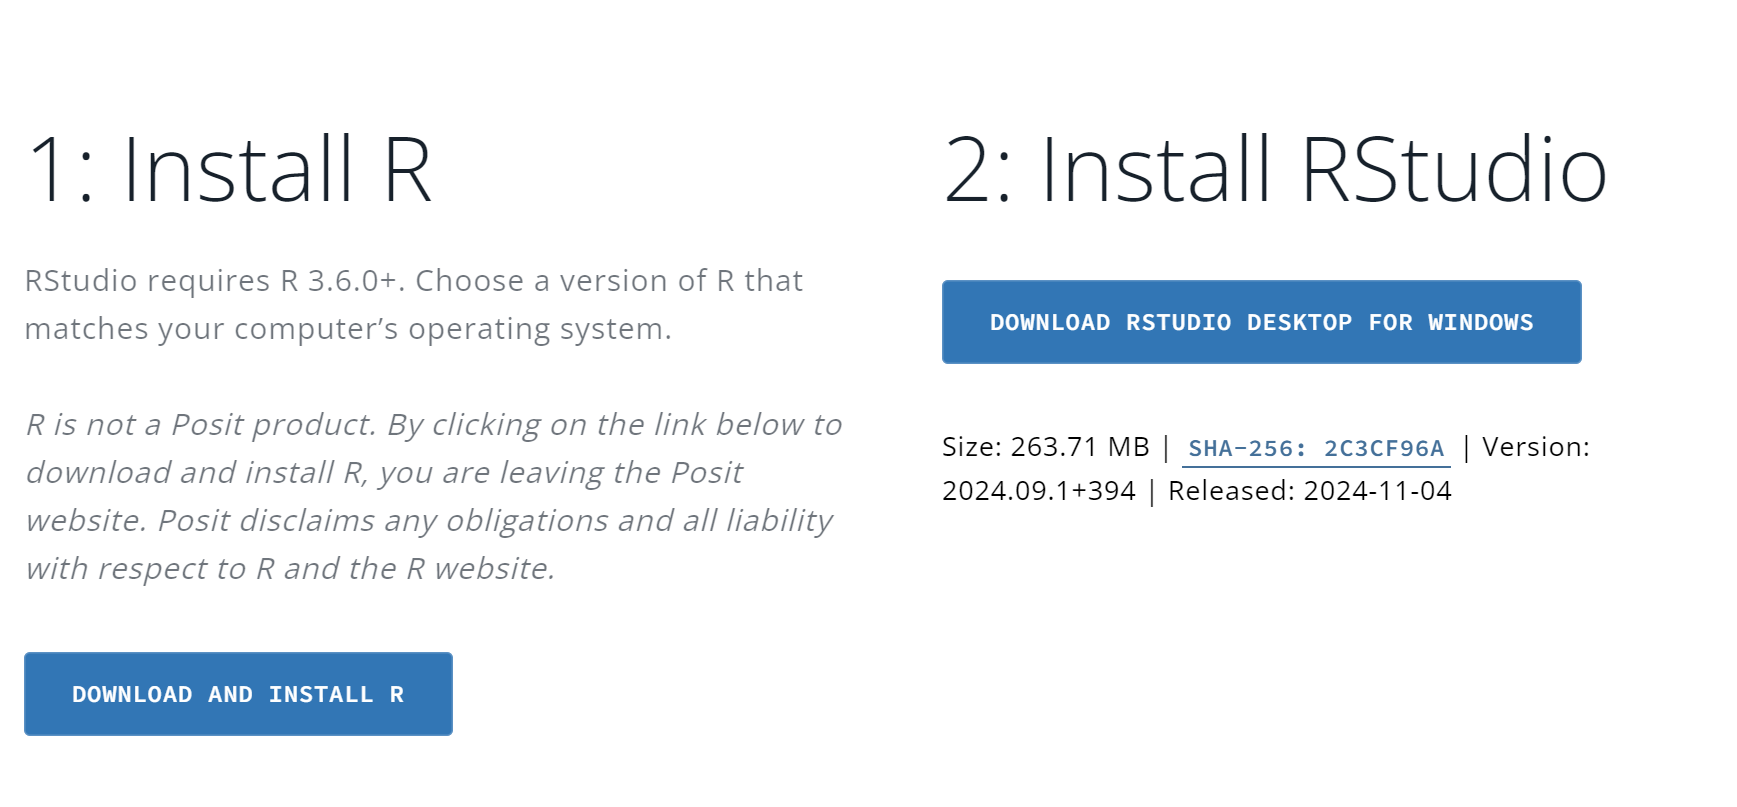 1: Install R
RStudio requires R 3.6.0+. Choose a version of R that
matches your computer’s operating system.
R is not a Posit product. By clicking on the link below to
download and install R, you are leaving the Posit
website. Posit disclaims any obligations and all liability
with respect to R and the R website.
DOWNLOAD AND INSTALL R
2: Install RStudio
DOWNLOAD RSTUDIO DESKTOP FOR WINDOWS
Size: 263.71 MB | SHA-256: 2C3CF96A | Version:
2024.09.1+394 | Released: 2024-11-04